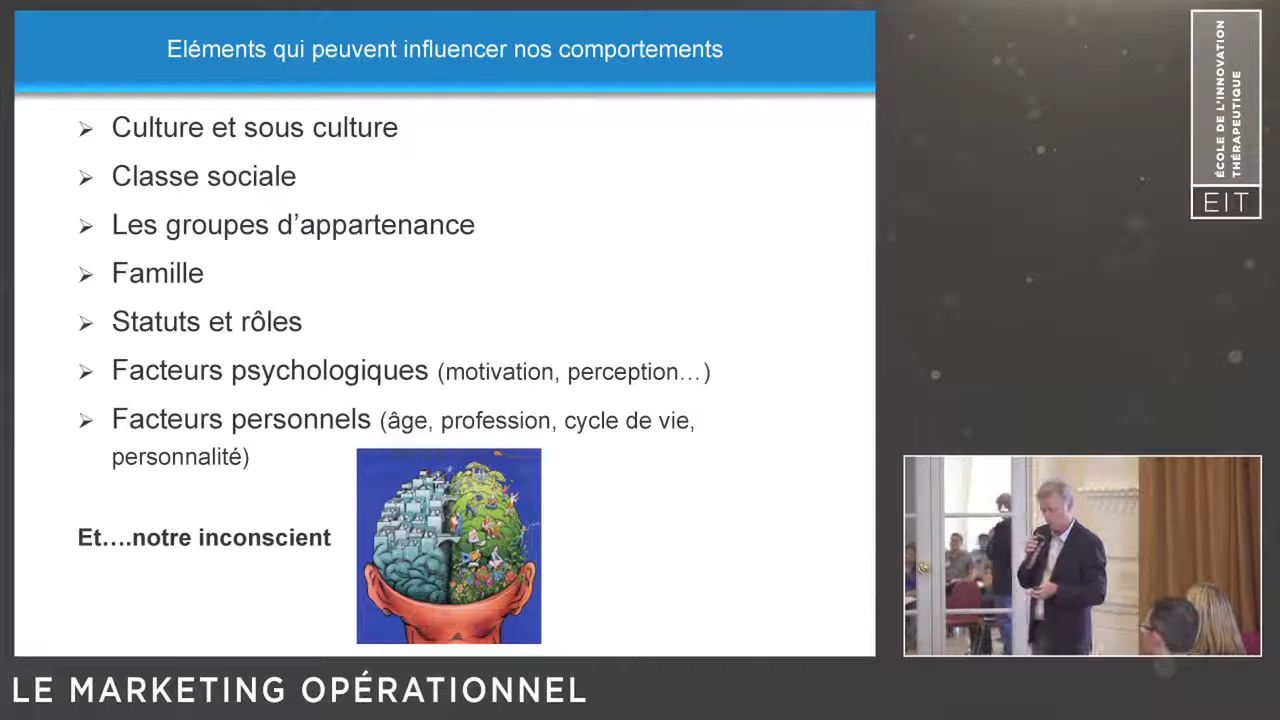 Eléments qui peuvent influencer nos comportements
Culture et sous culture
Classe sociale
Les groupes d’appartenance
Famille
Statuts et rôles
Facteurs psychologiques (motivation, perception…)
Facteurs personnels (âge, profession, cycle de vie,
personnalité)
Et….notre inconscient
ÉCOLE DE L'INNOVATION
THÉRAPEUTIQUE
EIT
LE MARKETING OPÉRATIONNEL